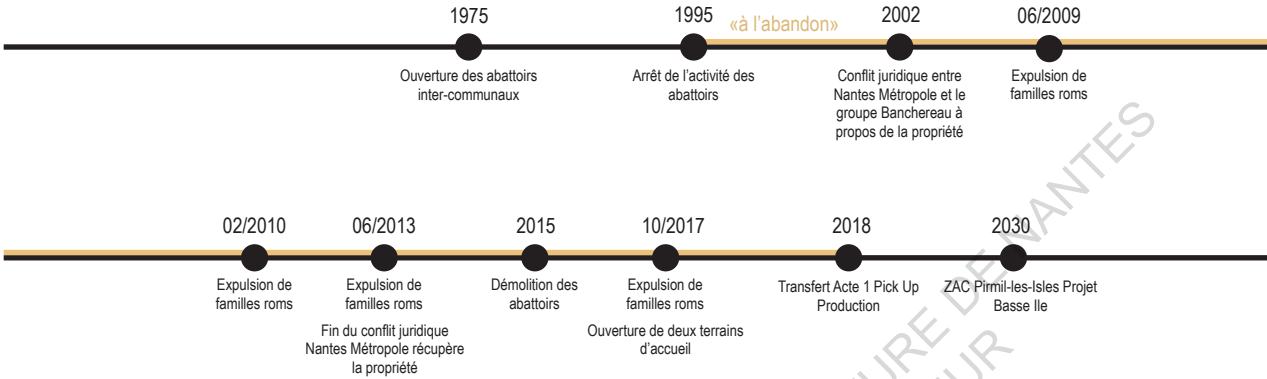 1975
1995
«à l’abandon»
2002
06/2009
Ouverture des abattoirs
inter-communaux
Arrêt de l’activité des
abattoirs
Conflit juridique entre
Nantes Métropole et le
groupe Banchereau à
propos de la propriété
Expulsion de
familles roms
02/2010
06/2013
2015
10/2017
2018
2030
Expulsion de
familles roms
Expulsion de
familles roms
Fin du conflit juridique
Nantes Métropole récupère
la propriété
Démolition des
abattoirs
Expulsion de
familles roms
Ouverture de deux terrains
d’accueil
Transfert Acte 1 Pick Up
Production
ZAC Pirmil-les-Isles Projet
Basse Ile
DE NANTES